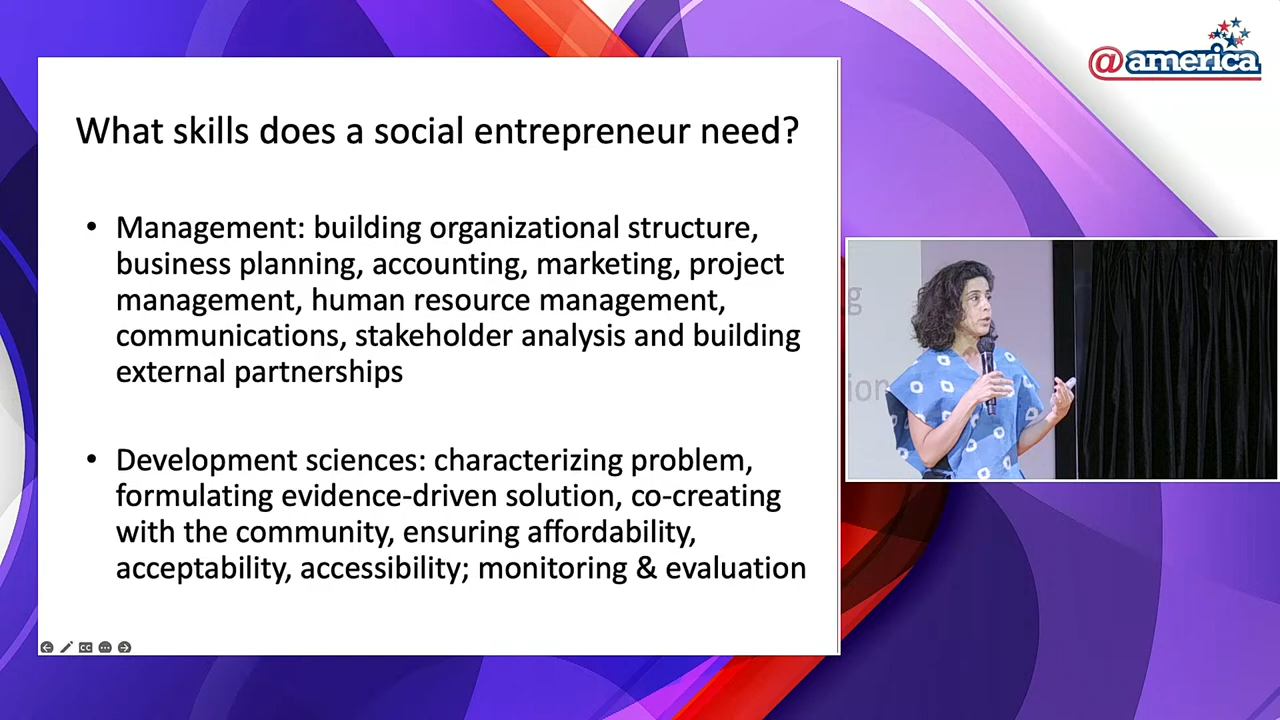 @america
What skills does a social entrepreneur need?
• Management: building organizational structure,
business planning, accounting, marketing, project
management, human resource management,
communications, stakeholder analysis and building
external partnerships
• Development sciences: characterizing problem,
formulating evidence-driven solution, co-creating
with the community, ensuring affordability,
acceptability, accessibility; monitoring & evaluation
CC